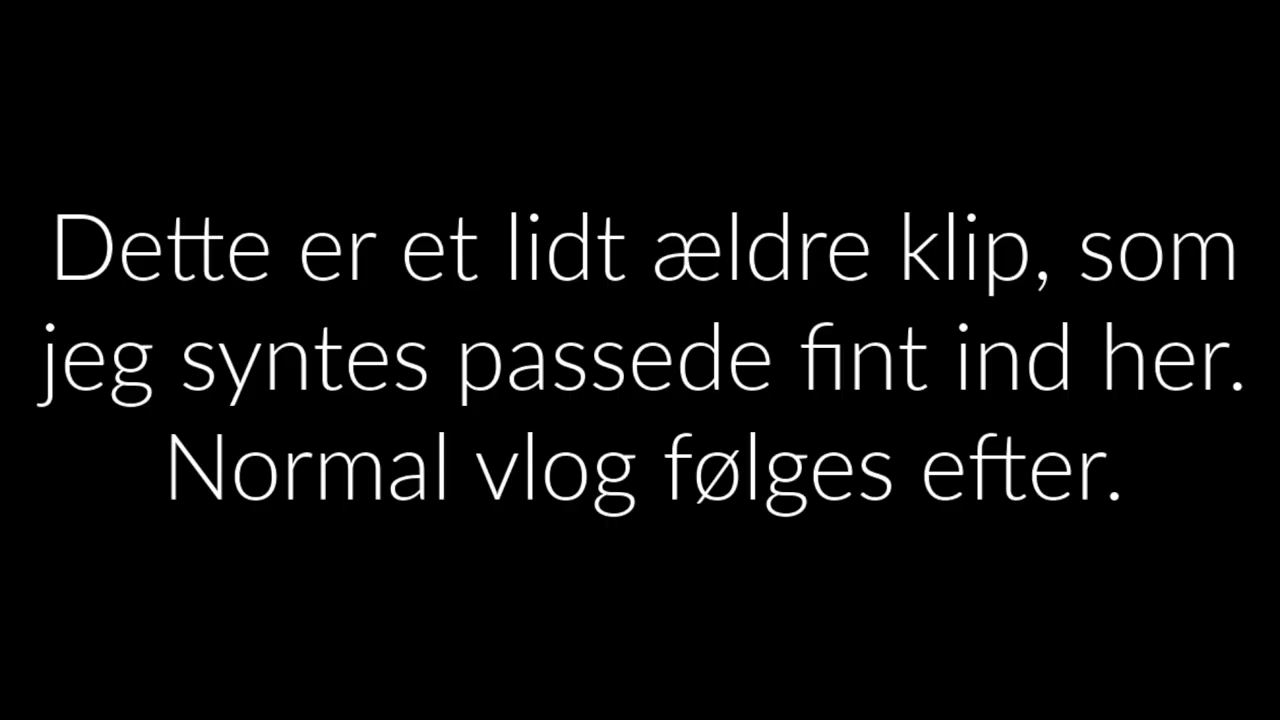 Dette er et lidt ældre klip, som
jeg syntes passede fint ind her.
Normal vlog følges efter.